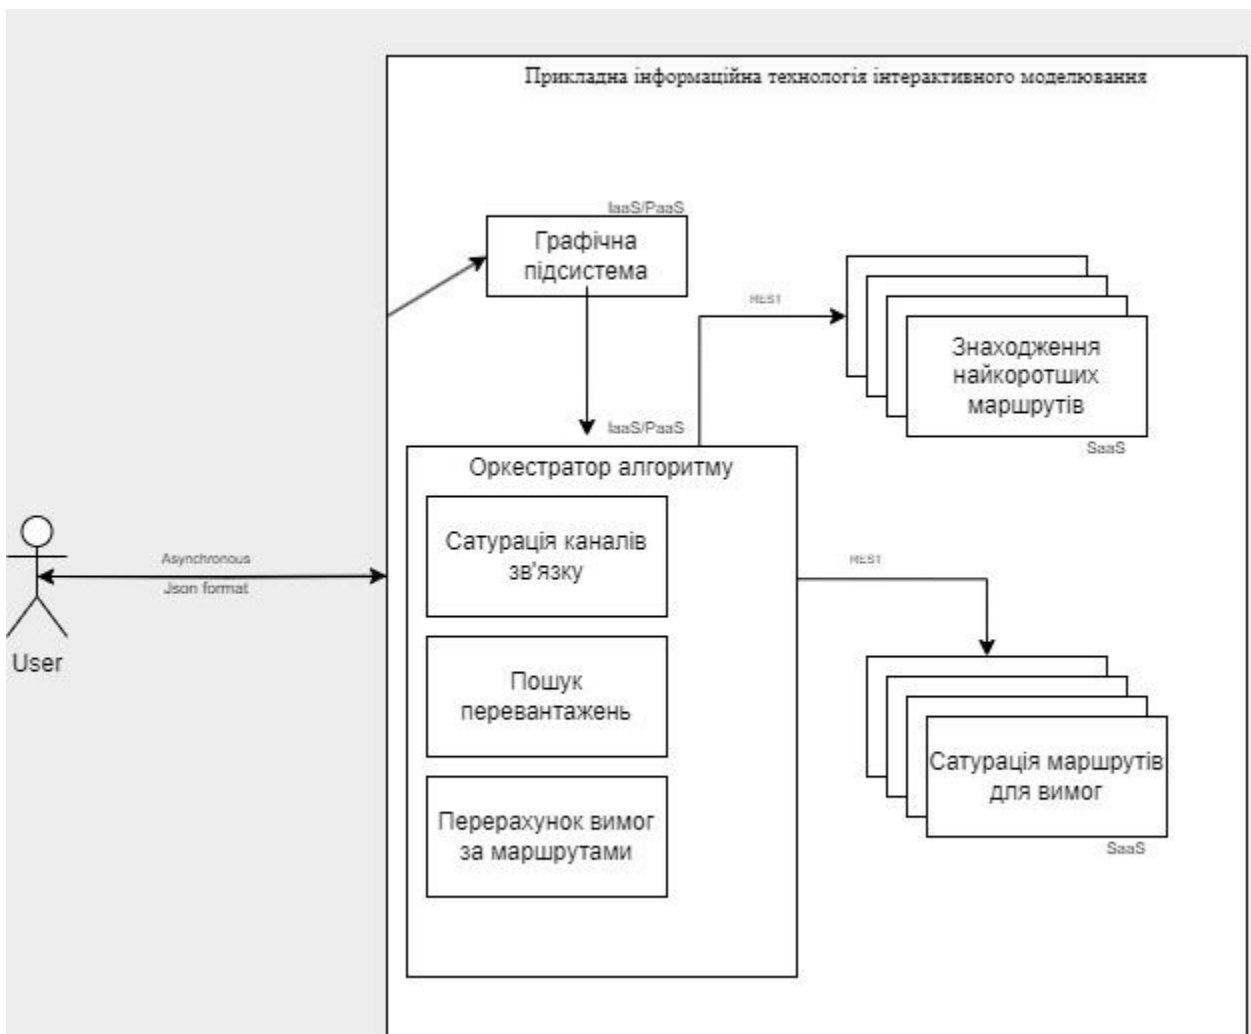 Прикладна інформаційна технологія інтерактивного моделювання
IaaS/PaaS
Графічна
підсистема
REST
Знаходження
найкоротших
маршрутів
SaaS
IaaS/PaaS
Оркестратор алгоритму
Сатурація каналів
зв'язку
Asynchronous
Json format
User
REST
Пошук
перевантажень
Сатурація маршрутів
для вимог
SaaS
Перерахунок вимог
за маршрутами